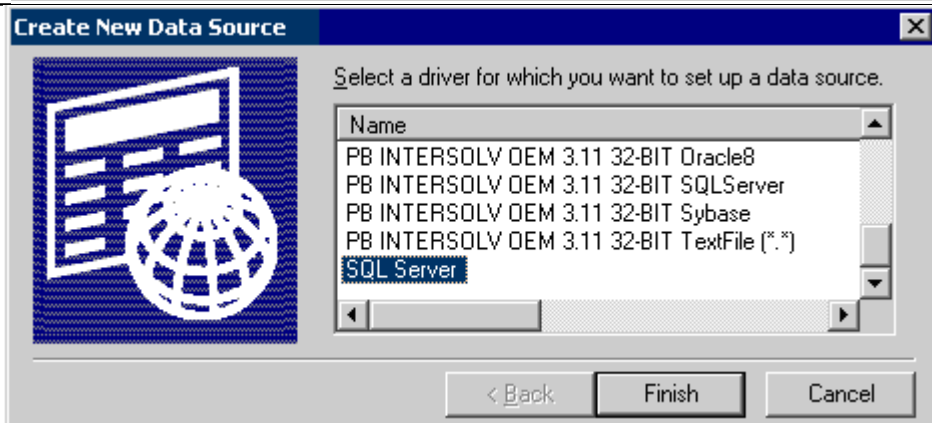 Create New Data Source
Select a driver for which you want to set up a data source.
Name
PB INTERSOLV OEM 3.11 32-BIT Oracle8
PB INTERSOLV OEM 3.11 32-BIT SQLServer
PB INTERSOLV OEM 3.11 32-BIT Sybase
PB INTERSOLV OEM 3.11 32-BIT TextFile (*.*)
SQL Server
< Back Finish Cancel